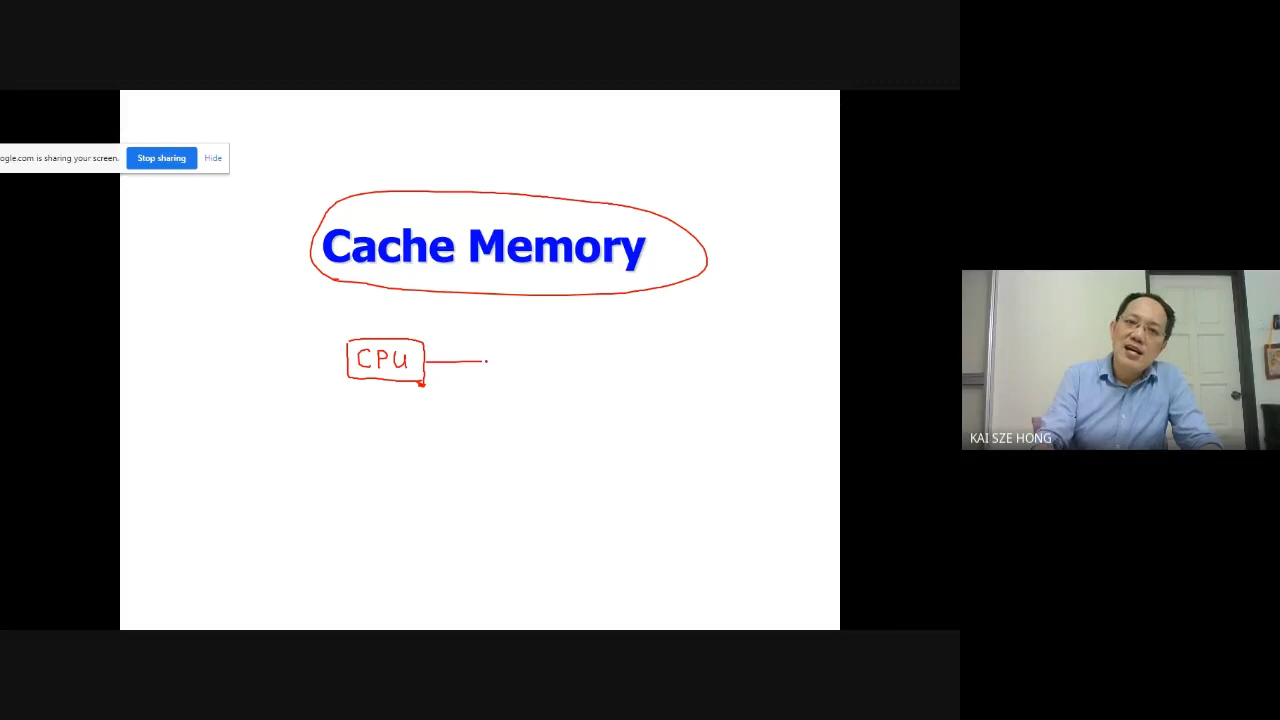 ogle.com is sharing your screen.
Stop sharing
Hide
Cache Memory
CPU
KAI SZE HONG